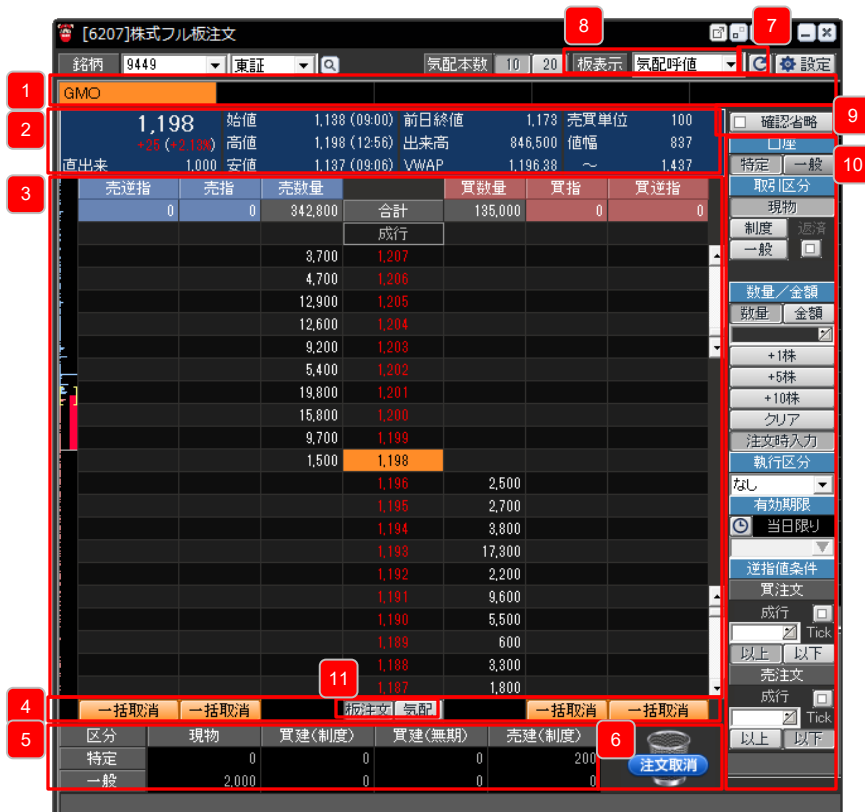 [6207]株式フル板注文
8
7
銘柄 9449 東証 気配本数 10 20 板表示 気配呼値 設定
1
GMO
2
1,198 始値 1,138 (09:00) 前日終値 1,173 売買単位 100
+25 (+2.13%) 高値 1,198 (12:56) 出来高 846,500 値幅 837
直出来 1,000 安値 1,137 (09:06) VWAP 1,196.38 ～ 1,437
9
確認省略
10
口座
特定 一般
取引区分
現物
制度 返済
一般
数量／金額
数量 金額
+1株
+5株
+10株
クリア
注文時入力
執行区分
なし
有効期限
当日限り
逆指値条件
買注文
成行
Tick
以上 以下
売注文
成行
Tick
以上 以下
3
売逆指 売指 売数量 買数量 買指 買逆指
0 0 342,800 合計 135,000 0 0
成行
3,700 1,207
4,700 1,206
12,900 1,205
12,600 1,204
9,200 1,203
5,400 1,202
19,800 1,201
15,800 1,200
9,700 1,199
1,500 1,198
1,196 2,500
1,195 2,700
1,194 3,800
1,193 17,300
1,192 2,200
1,191 9,600
1,190 5,500
1,189 600
1,188 3,300
1,187 1,800
11
4
一括取消 一括取消 板注文 気配 一括取消 一括取消
5
区分 現物 買建(制度) 買建(無期) 売建(制度)
特定 0 0 0 200
一般 2,000 0 0 0
6
注文取消